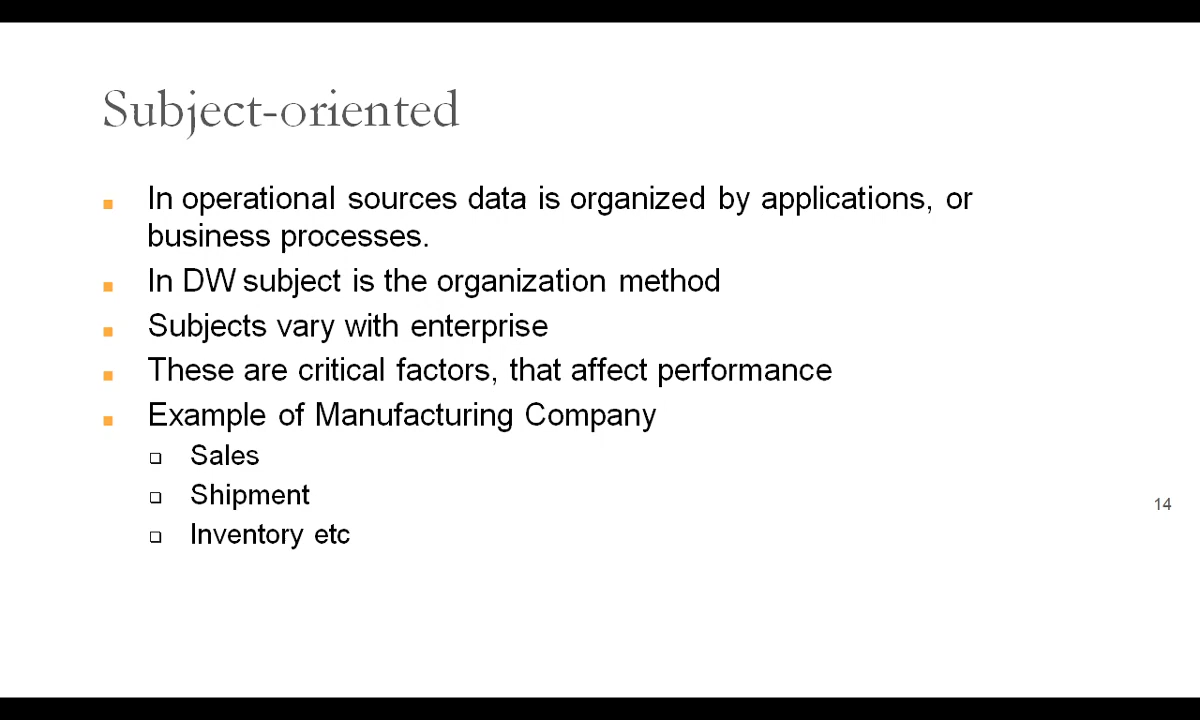 Subject-oriented
In operational sources data is organized by applications, or
business processes.
In DW subject is the organization method
Subjects vary with enterprise
These are critical factors, that affect performance
Example of Manufacturing Company
Sales
Shipment
Inventory etc
14